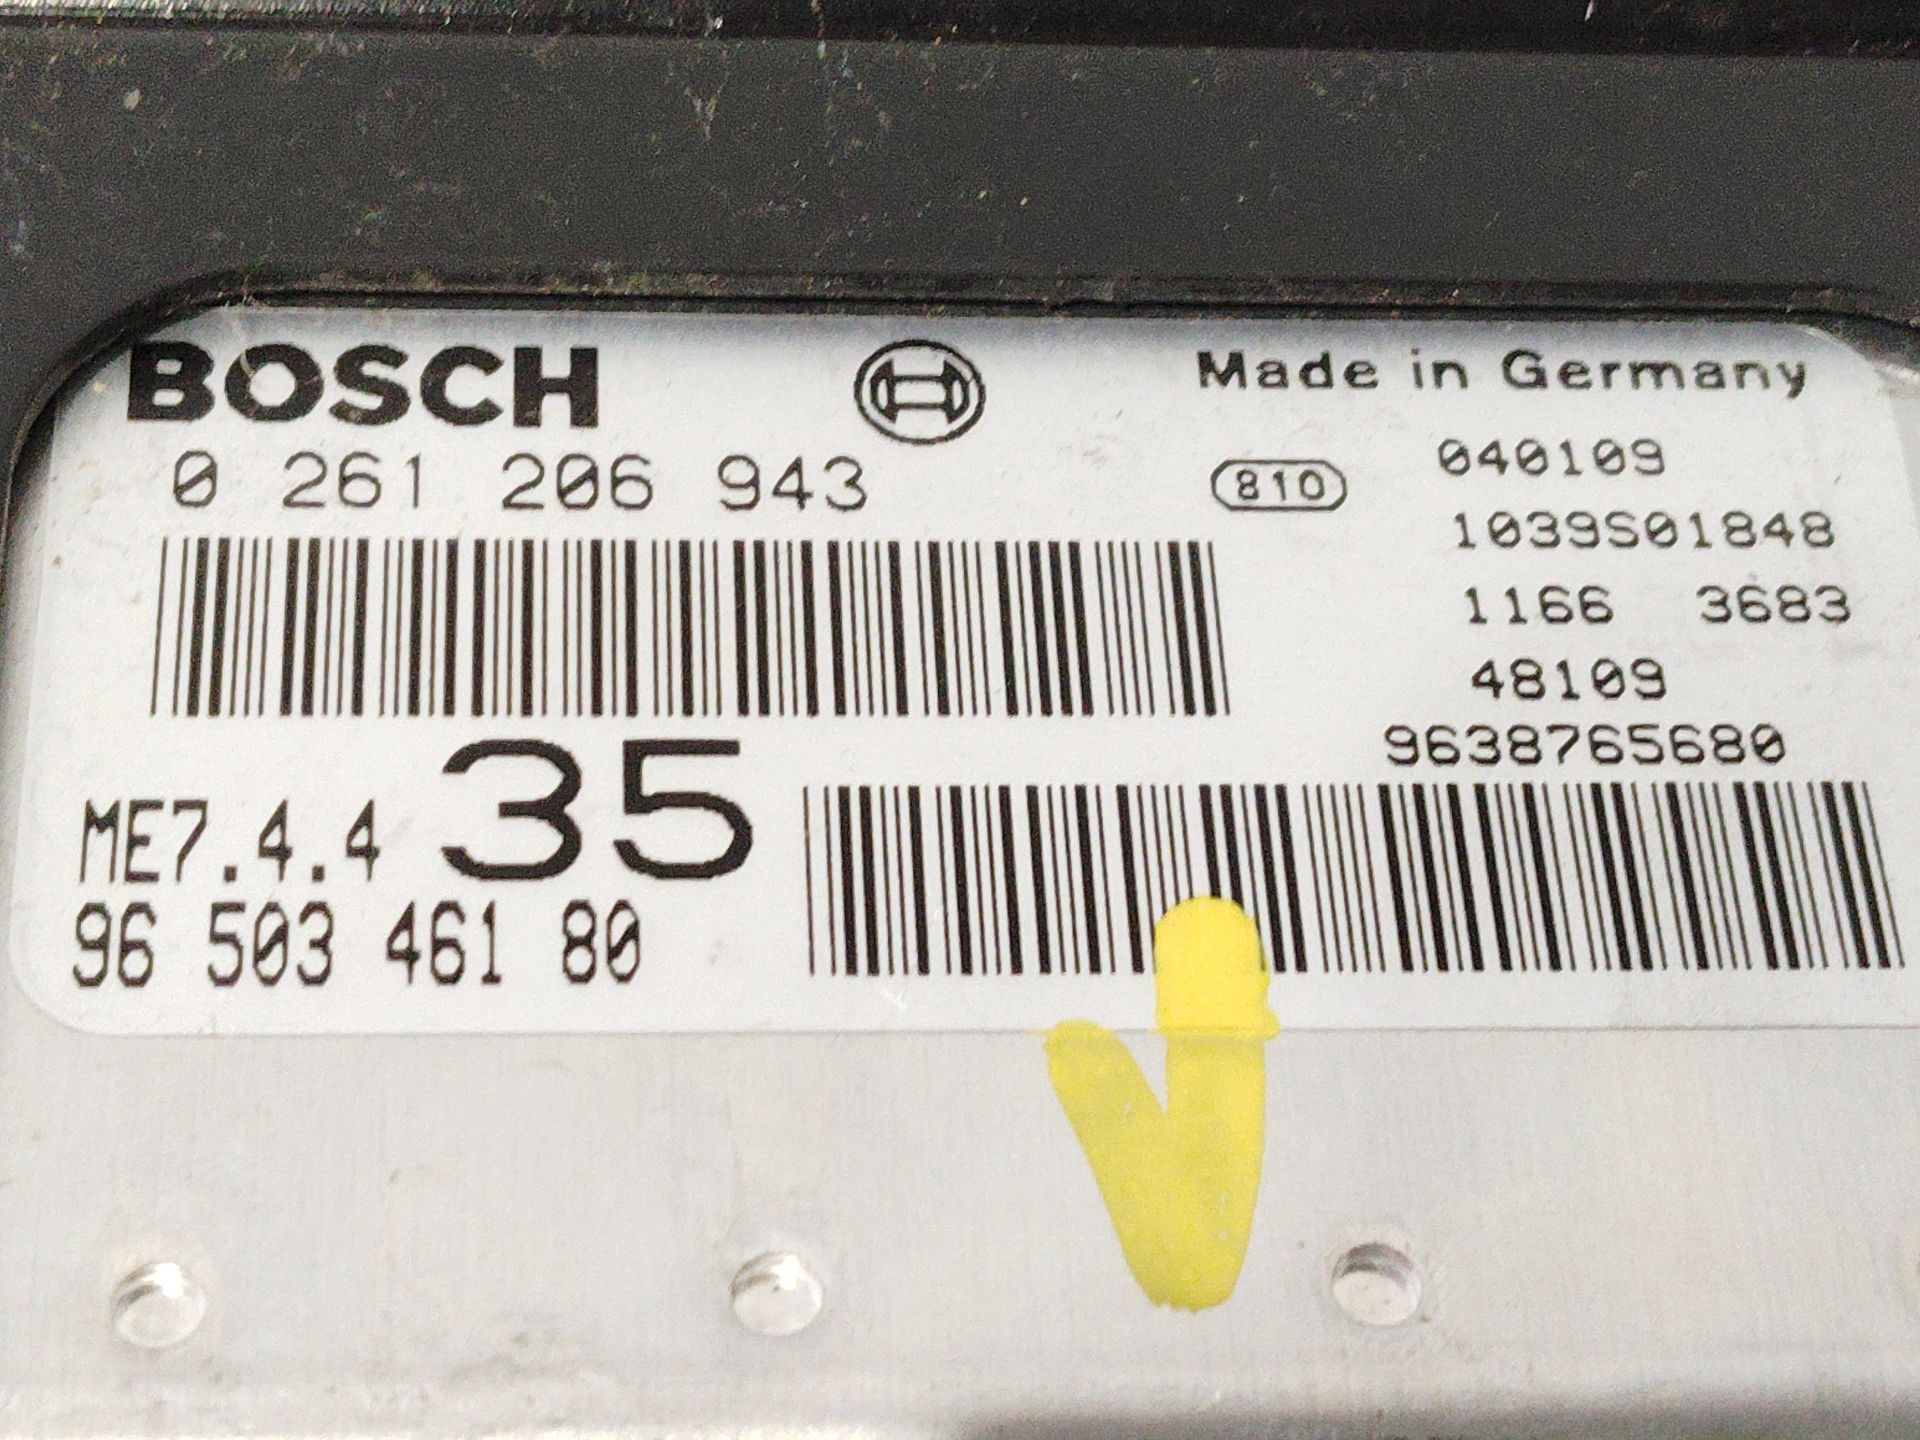 BOSCH
Made in Germany
0 261 206 943
810
040109
1039S01848
1166 3683
48109
9638765680
ME7.4.4 35
96 503 461 80